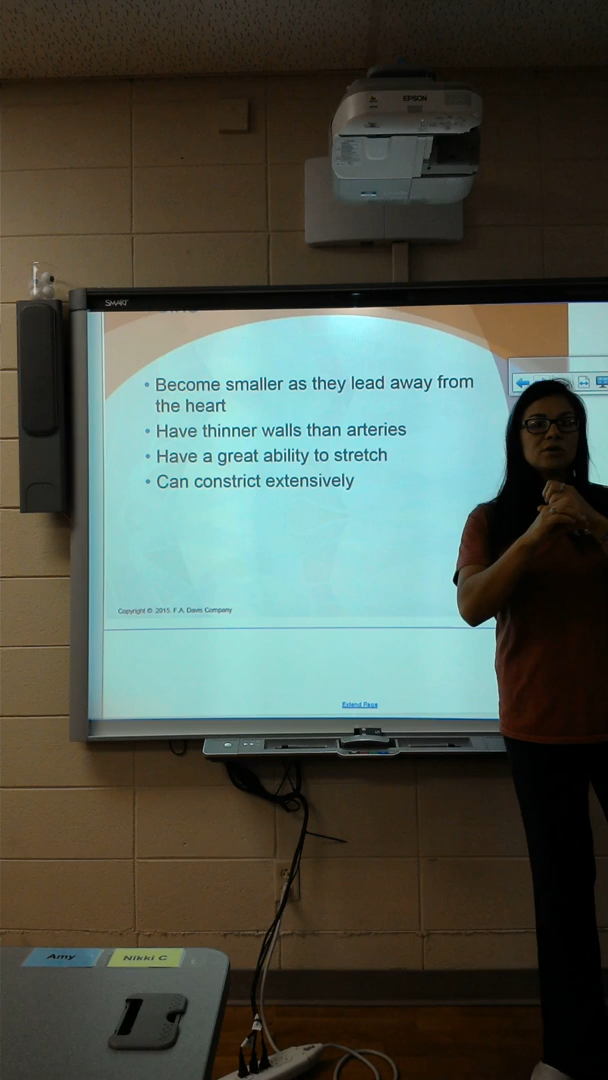 EPSON
SMART
• Become smaller as they lead away from
the heart
• Have thinner walls than arteries
• Have a great ability to stretch
• Can constrict extensively
Copyright © 2015. F.A. Davis Company
Extend Page
Amy
Nikki C